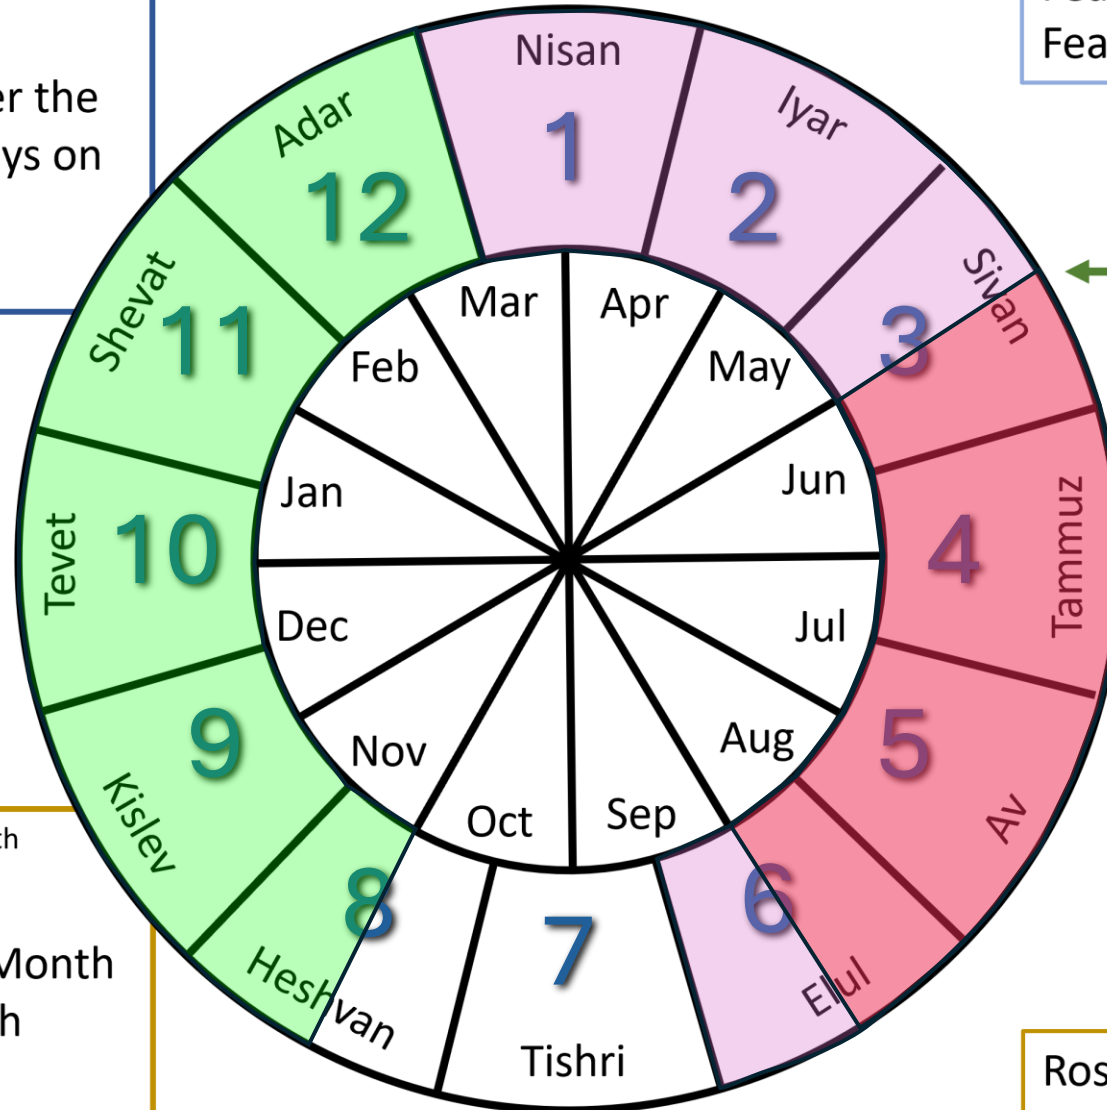 Fea
er the
ys on
Nisan
1
Iyar
2
Sivan
3
Tammuz
4
Av
5
Elul
6
Tishri
7
Heshvan
8
Kislev
9
Tevet
10
Shevat
11
Adar
12
Mar
Apr
May
Jun
Jul
Aug
Sep
Oct
Nov
Dec
Jan
Feb
th
Month
h
Ros